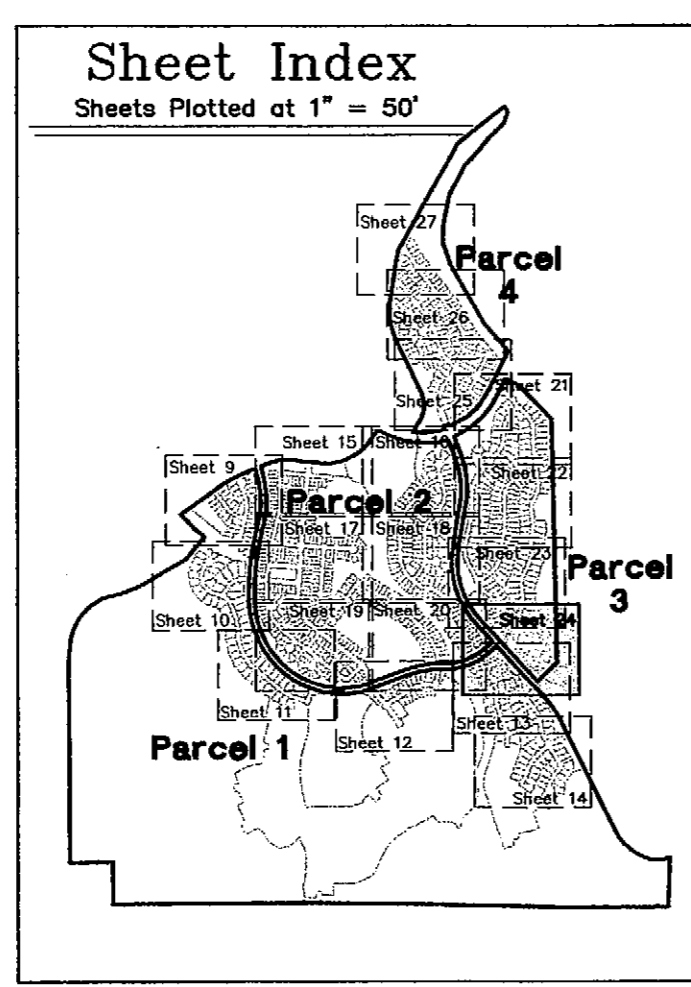 Sheet Index
Sheets Plotted at 1" = 50'
Sheet 27
Parcel
4
Sheet 26
Sheet 25
Sheet 21
Sheet 15
Sheet 16
Sheet 9
Sheet 22
Parcel 2
Sheet 17
Sheet 18
Sheet 23
Parcel
3
Sheet 10
Sheet 19
Sheet 20
Sheet 24
Sheet 11
Sheet 13
Parcel 1
Sheet 12
Sheet 14